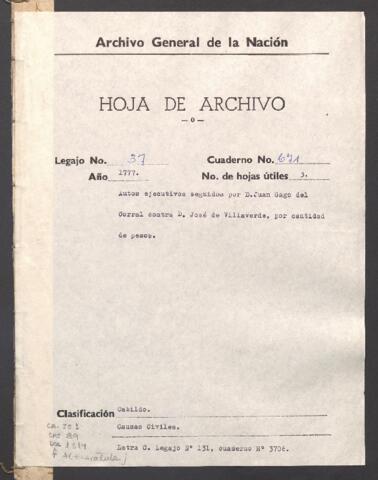 Archivo General de la Nación
HOJA DE ARCHIVO
—o—
Legajo No. 37 Cuaderno No. 671
Año 1777. No. de hojas útiles 3.
Autos ejecutivos seguidos por D.Juan Gago del
Corral contra D. José de Villaverde, por cantidad
de pesos.
Clasificación Cabildo.
Causas Civiles.
Letra C. Legajo Nº 131, cuaderno Nº 3706.